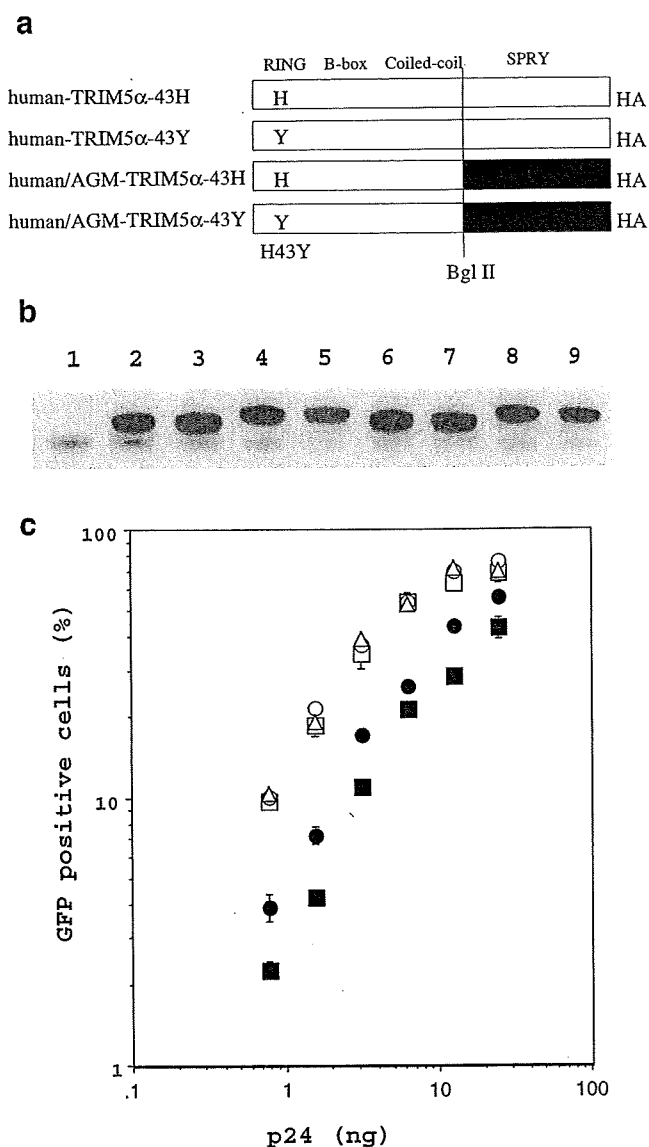 a
RING B-box Coiled-coil SPRY
human-TRIM5α-43H H HA
human-TRIM5α-43Y Y HA
human/AGM-TRIM5α-43H H HA
human/AGM-TRIM5α-43Y Y HA
H43Y
Bgl II
b
1 2 3 4 5 6 7 8 9
c
100
10
1
GFP positive cells (%)
.1 1 10 100
p24 (ng)